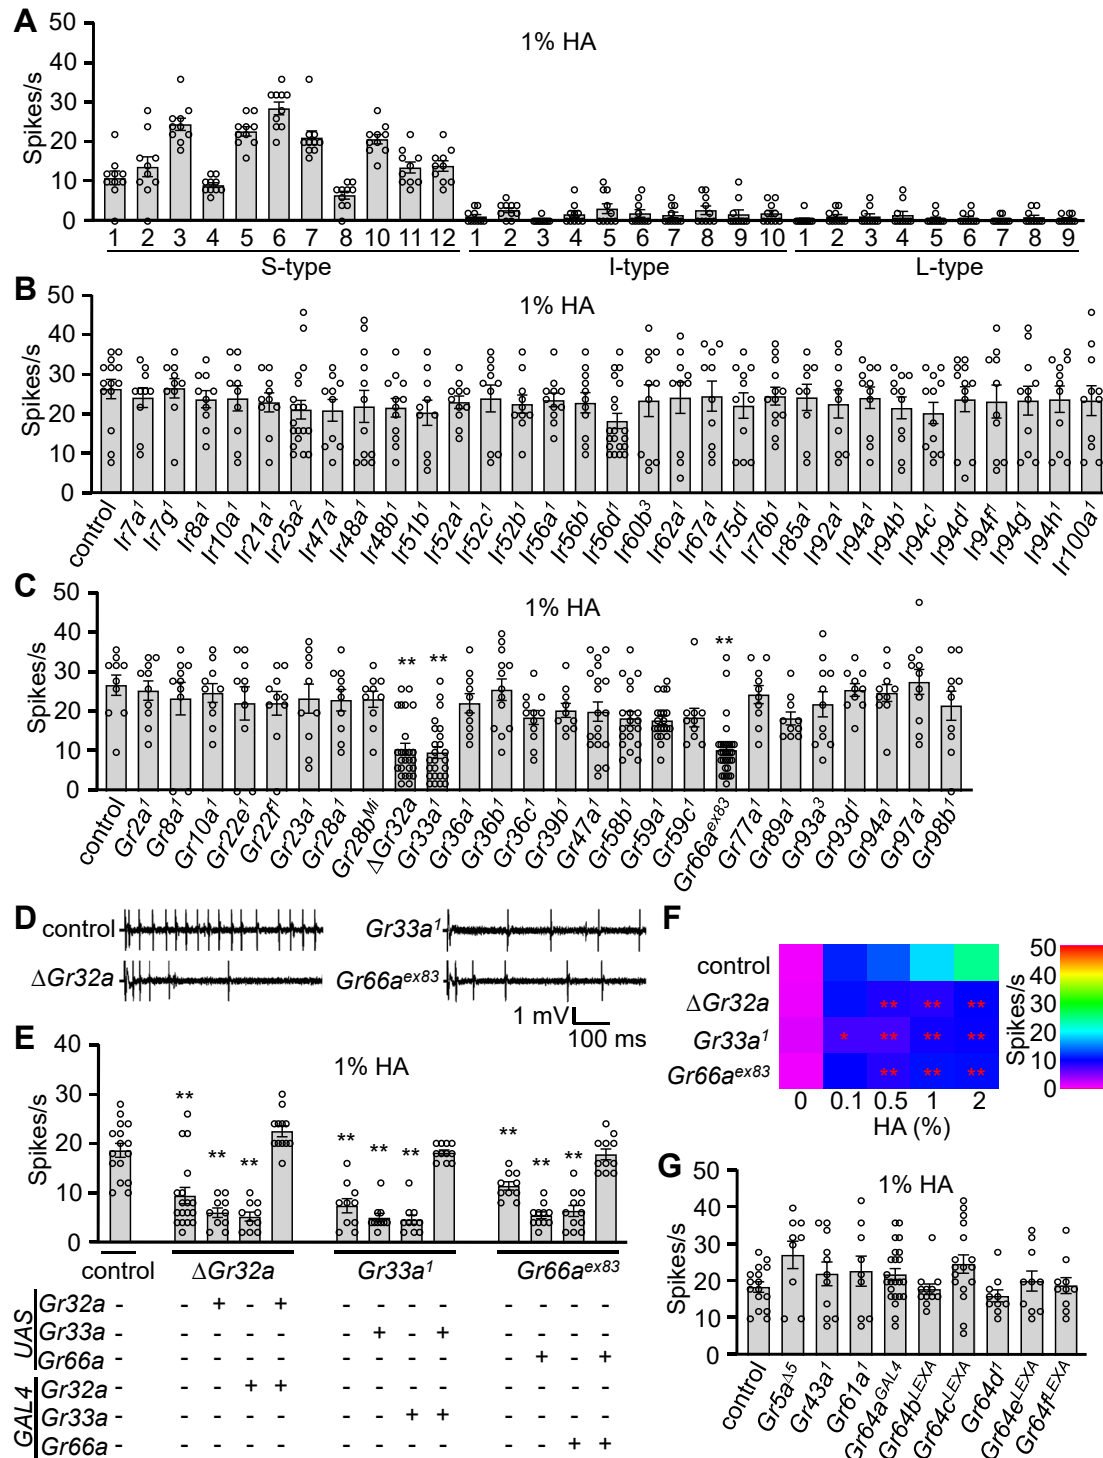 A
1% HA
Spikes/s
50
40
30
20
10
0
1 2 3 4 5 6 7 8 10 11 12 1 2 3 4 5 6 7 8 9 10 1 2 3 4 5 6 7 8 9
S-type I-type L-type
B
1% HA
Spikes/s
50
40
30
20
10
0
control Ir7a1 Ir7g1 Ir8a1 Ir10a1 Ir21a1 Ir25a2 Ir47a1 Ir48a1 Ir48b1 Ir51b1 Ir52a1 Ir52c1 Ir52b1 Ir56a1 Ir56b1 Ir56d1 Ir60b3 Ir62a1 Ir67a1 Ir75d1 Ir76b1 Ir85a1 Ir92a1 Ir94a1 Ir94b1 Ir94c1 Ir94d1 Ir94f1 Ir94g1 Ir94h1 Ir100a1
C
1% HA
Spikes/s
50
40
30
20
10
0
** ** **
control Gr2a1 Gr8a1 Gr10a1 Gr22e1 Gr22f1 Gr23a1 Gr28a1 Gr28bMi ΔGr32a Gr33a1 Gr36a1 Gr36b1 Gr36c1 Gr39b1 Gr47a1 Gr58b1 Gr59a1 Gr59c1 Gr66aex83 Gr77a1 Gr89a1 Gr93a3 Gr93d1 Gr94a1 Gr97a1 Gr98b1
D
control Gr33a1
ΔGr32a Gr66aex83
1 mV
100 ms
E
1% HA
Spikes/s
40
30
20
10
0
** ** ** ** ** ** ** ** **
control ΔGr32a Gr33a1 Gr66aex83
UAS
Gr32a - - + - + - - - - - - - -
Gr33a - - - - - - + - + - - - -
Gr66a - - - - - - - - - - + - +
GAL4
Gr32a - - - + + - - - - - - - -
Gr33a - - - - - - - + + - - - -
Gr66a - - - - - - - - - - - + +
F
control
ΔGr32a ** ** **
Gr33a1 * ** ** **
Gr66aex83 ** ** **
0 0.1 0.5 1 2
HA (%)
Spikes/s
50
40
30
20
10
0
G
1% HA
Spikes/s
50
40
30
20
10
0
control Gr5aΔ5 Gr43a1 Gr61a1 Gr64aGAL4 Gr64bLEXA Gr64cLEXA Gr64d1 Gr64eLEXA Gr64fLEXA